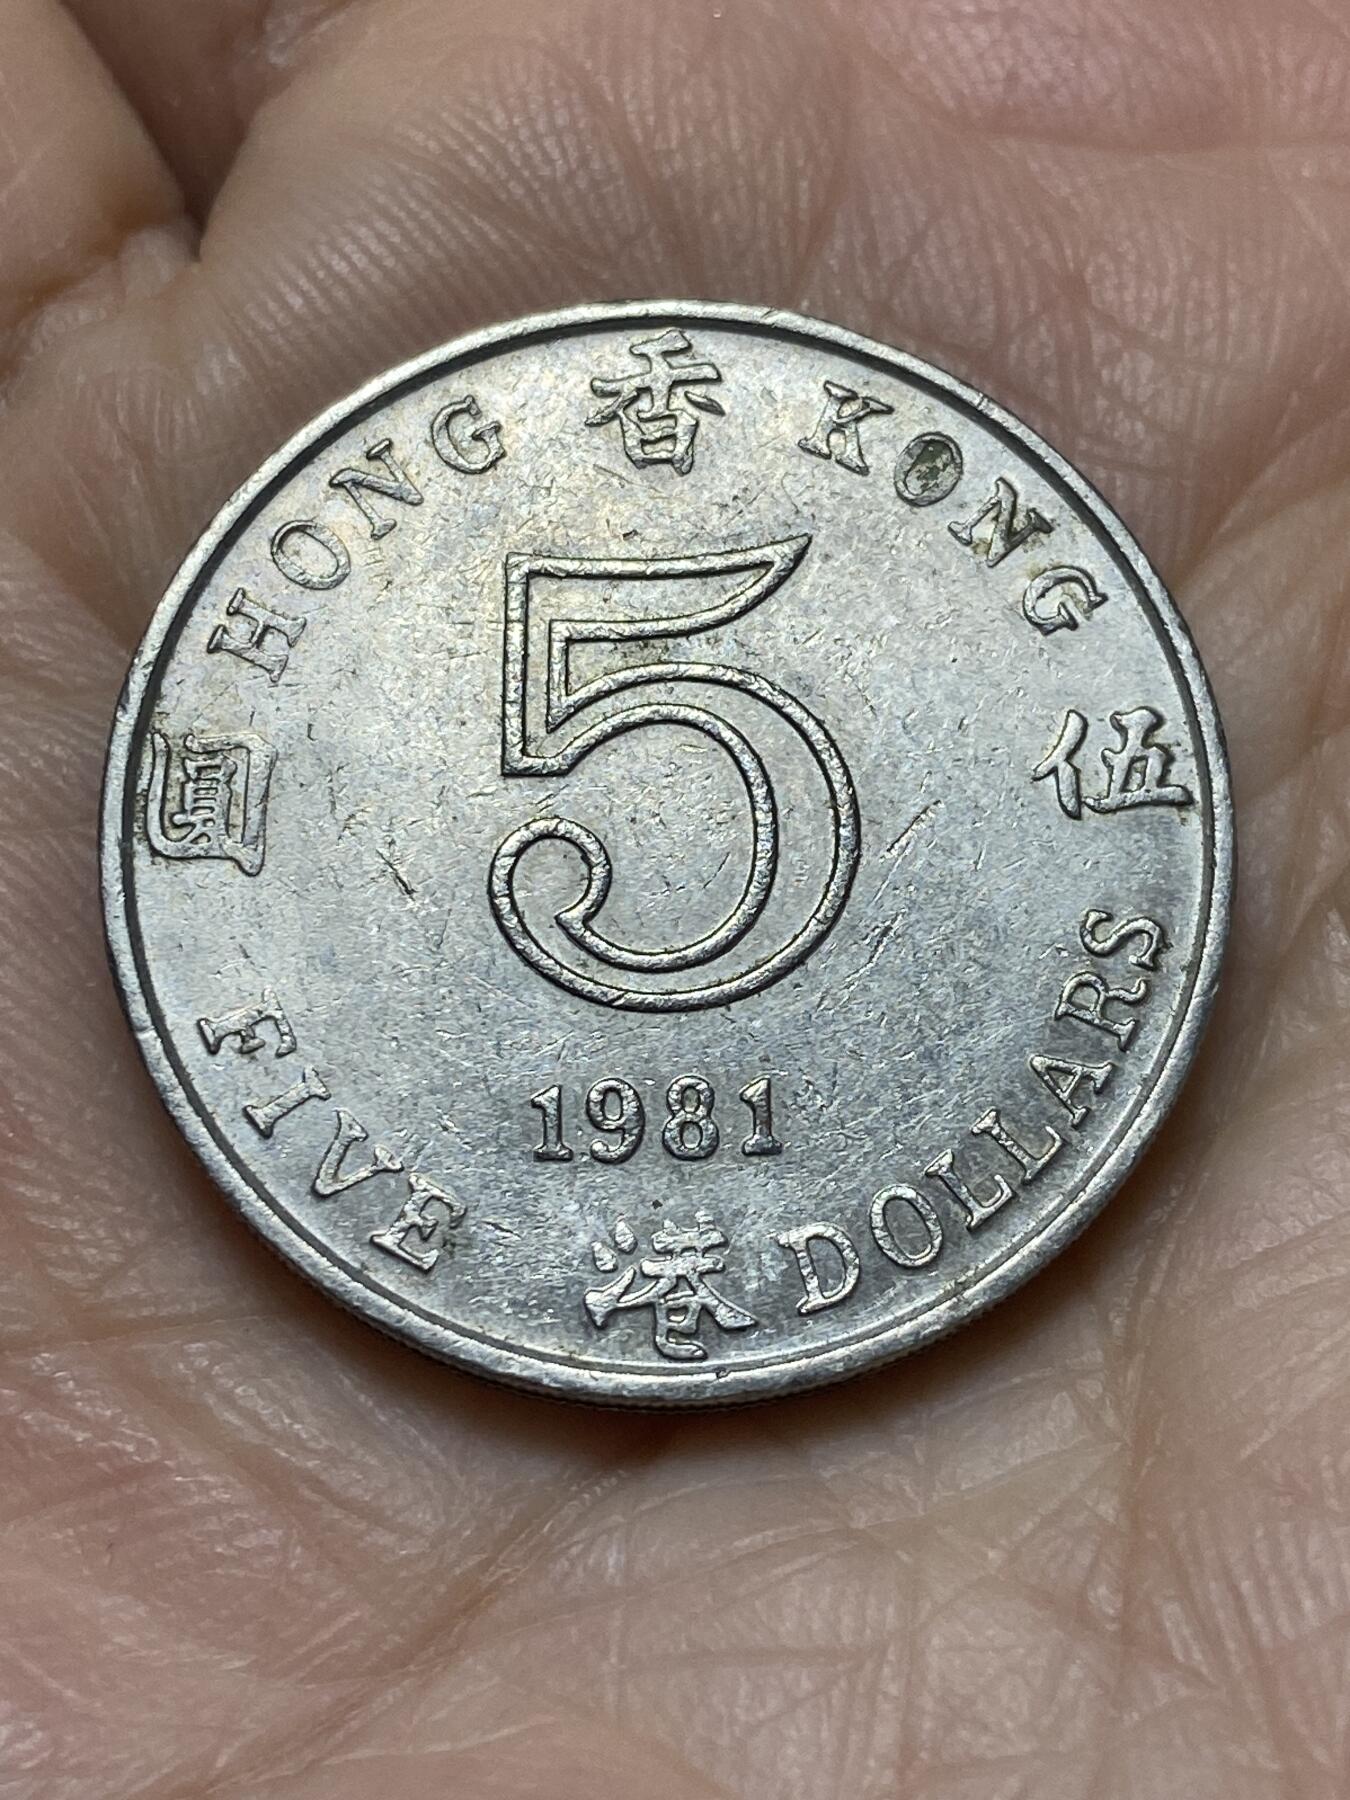 HONG 香 KONG
5
圓 伍
1981
FIVE 港 DOLLARS